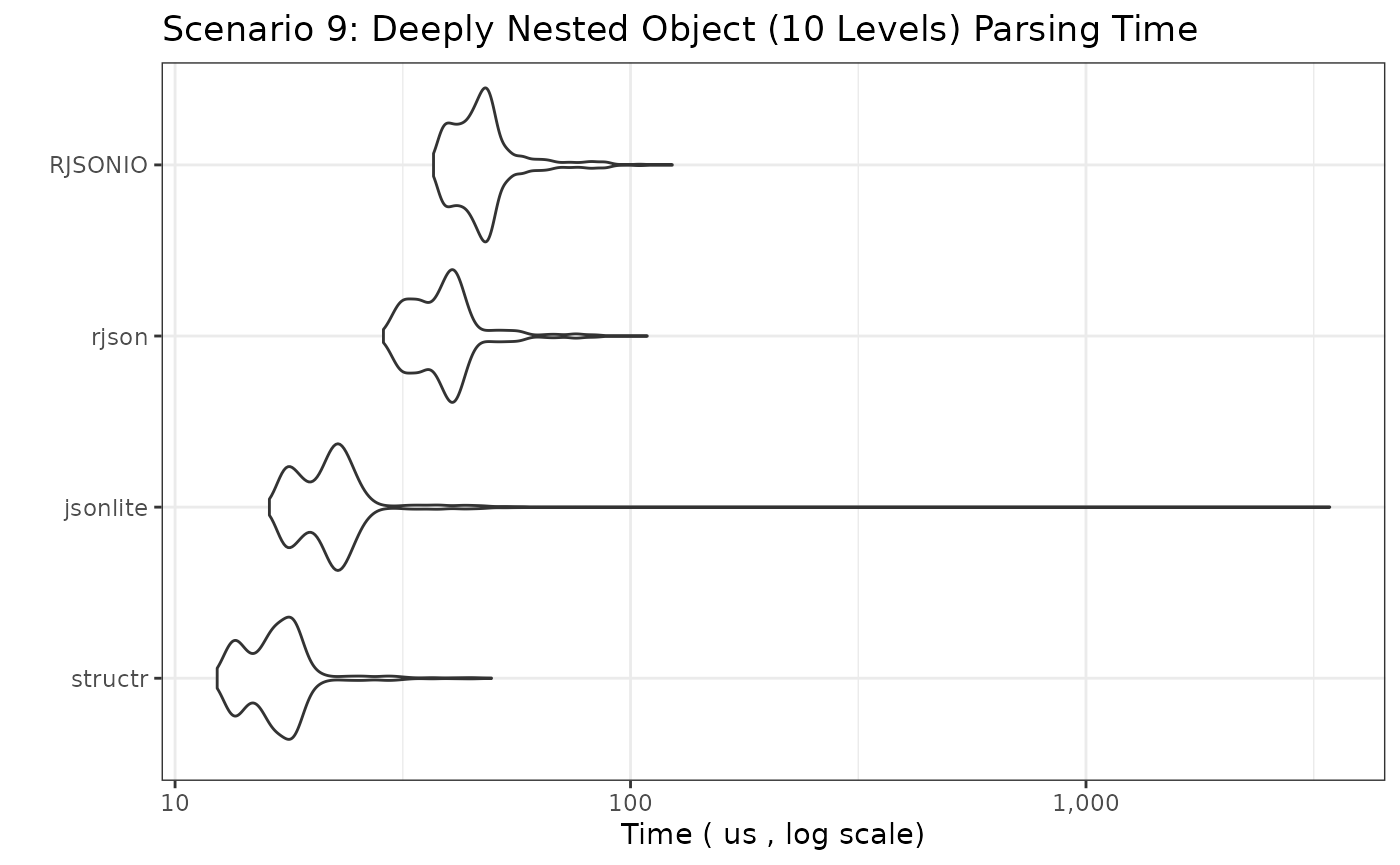 Scenario 9: Deeply Nested Object (10 Levels) Parsing Time
RJSONIO
rjson
jsonlite
structr
10 100 1,000
Time ( us , log scale)